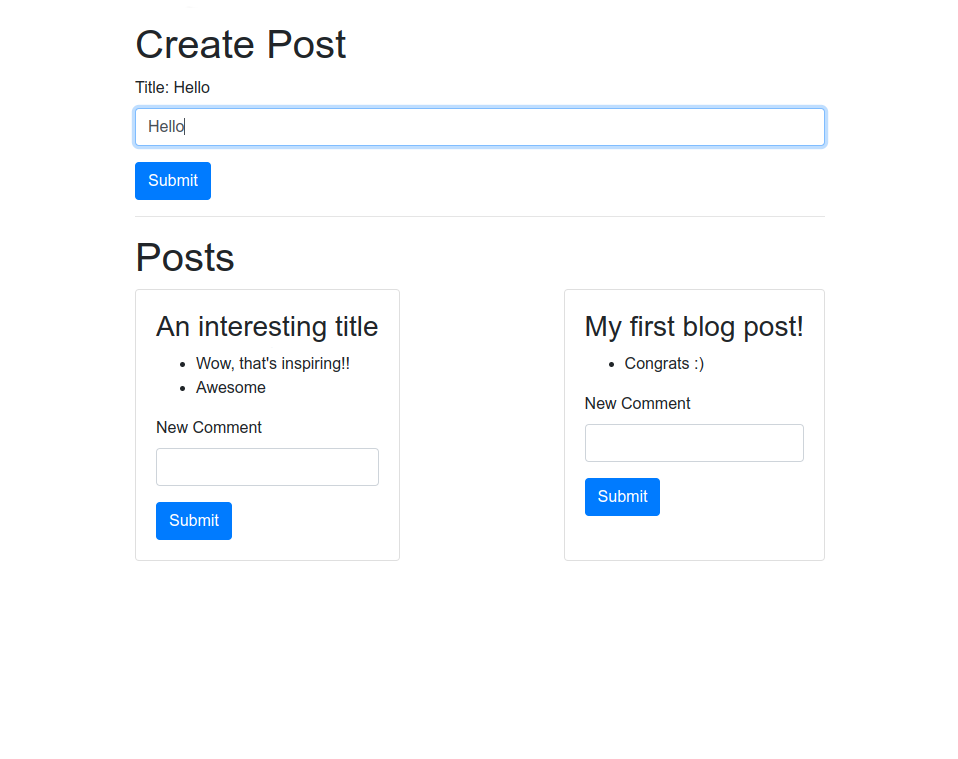 Create Post
Title: Hello
Hello
Submit
Posts
An interesting title
Wow, that's inspiring!!
Awesome
New Comment
Submit
My first blog post!
Congrats :)
New Comment
Submit